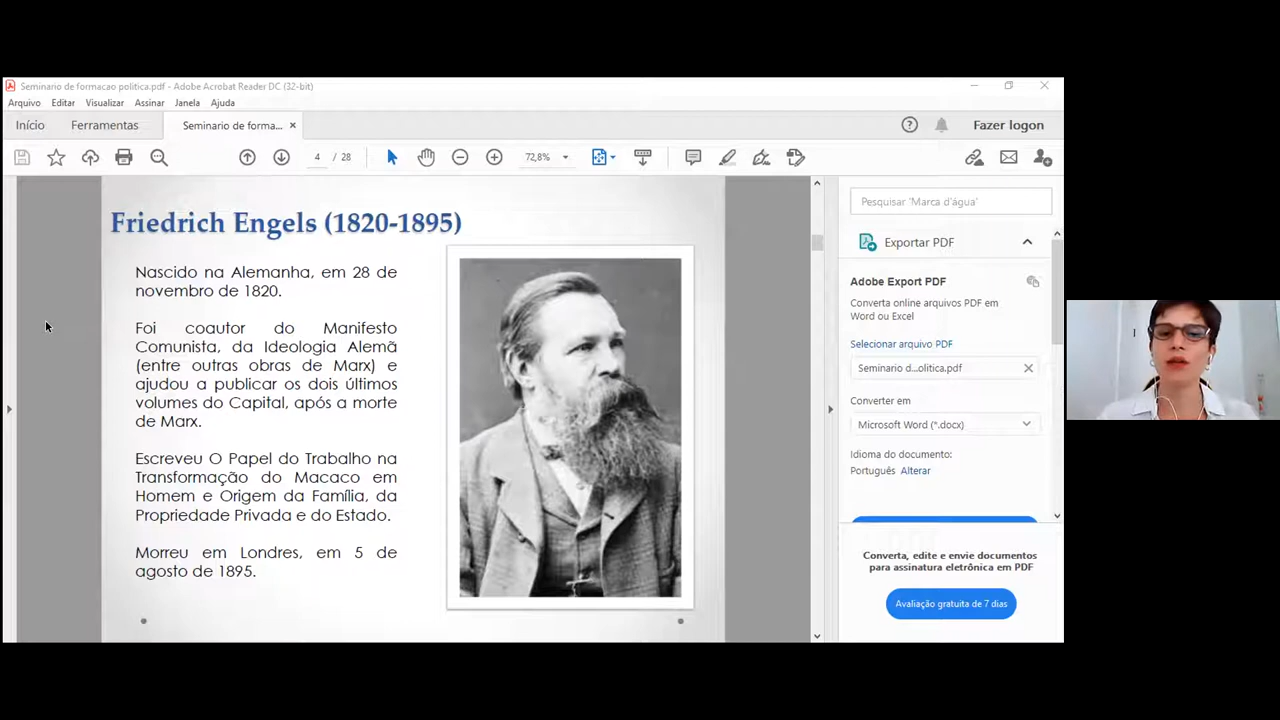 Seminario de formacao politica.pdf - Adobe Acrobat Reader DC (32-bit)
Arquivo Editar Visualizar Assinar Janela Ajuda
Início Ferramentas Seminario de forma... ×
Fazer logon
4 / 28
72,8%
Friedrich Engels (1820-1895)
Nascido na Alemanha, em 28 de
novembro de 1820.
Foi coautor do Manifesto
Comunista, da Ideologia Alemã
(entre outras obras de Marx) e
ajudou a publicar os dois últimos
volumes do Capital, após a morte
de Marx.
Escreveu O Papel do Trabalho na
Transformação do Macaco em
Homem e Origem da Família, da
Propriedade Privada e do Estado.
Morreu em Londres, em 5 de
agosto de 1895.
Pesquisar 'Marca d'água'
Exportar PDF
Adobe Export PDF
Converta online arquivos PDF em
Word ou Excel
Selecionar arquivo PDF
Seminario d...olitica.pdf
Converter em
Microsoft Word (*.docx)
Idioma do documento:
Português Alterar
Converta, edite e envie documentos
para assinatura eletrônica em PDF
Avaliação gratuita de 7 dias